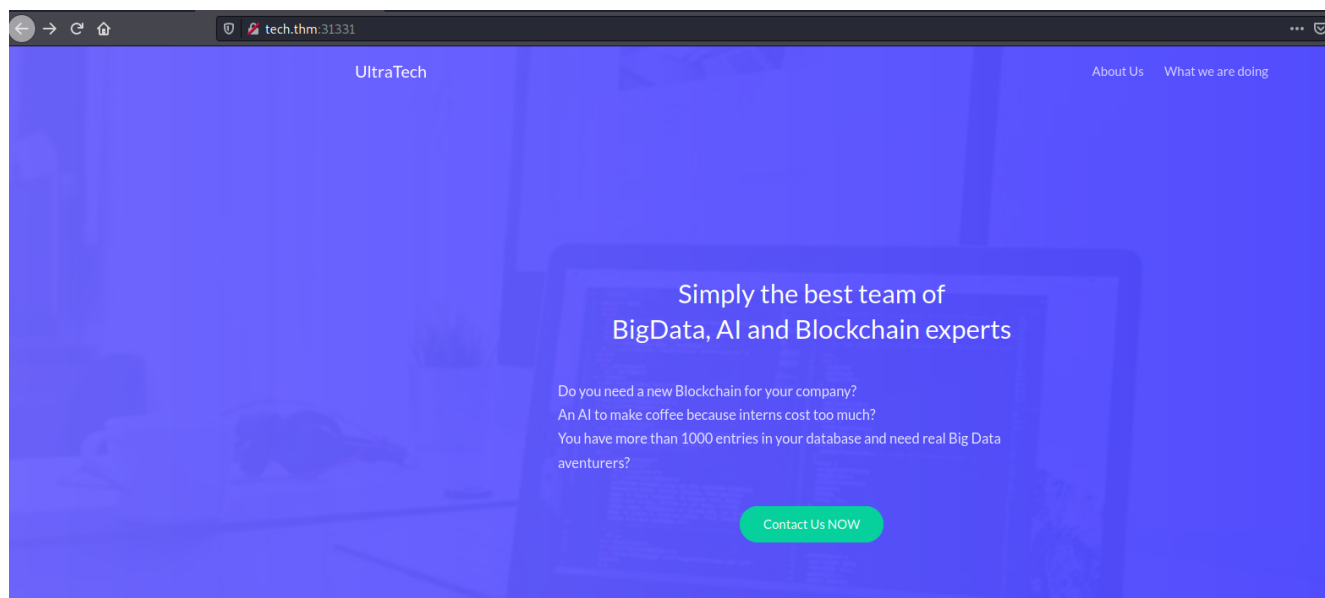 tech.thm:31331
UltraTech
About Us What we are doing
Simply the best team of
BigData, AI and Blockchain experts
Do you need a new Blockchain for your company?
An AI to make coffee because interns cost too much?
You have more than 1000 entries in your database and need real Big Data
aventurers?
Contact Us NOW